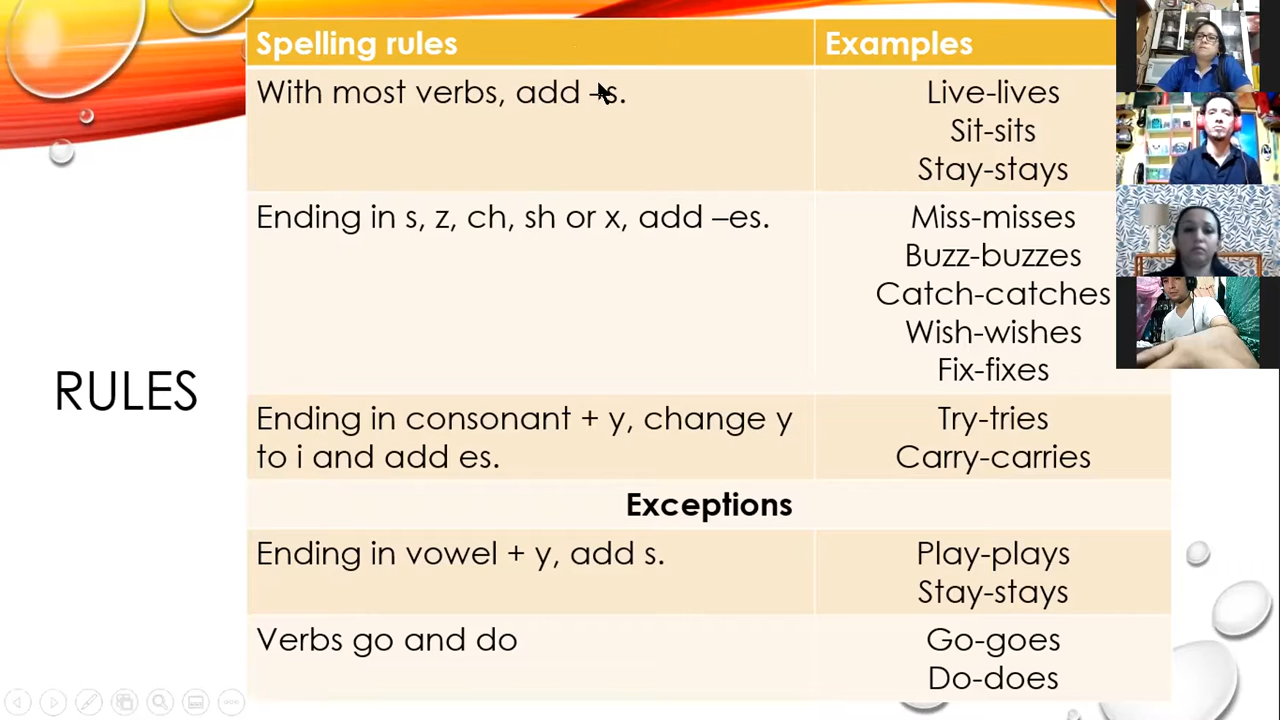 RULES
Spelling rules
Examples
With most verbs, add –s.
Live-lives
Sit-sits
Stay-stays
Ending in s, z, ch, sh or x, add –es.
Miss-misses
Buzz-buzzes
Catch-catches
Wish-wishes
Fix-fixes
Ending in consonant + y, change y
to i and add es.
Try-tries
Carry-carries
Exceptions
Ending in vowel + y, add s.
Play-plays
Stay-stays
Verbs go and do
Go-goes
Do-does